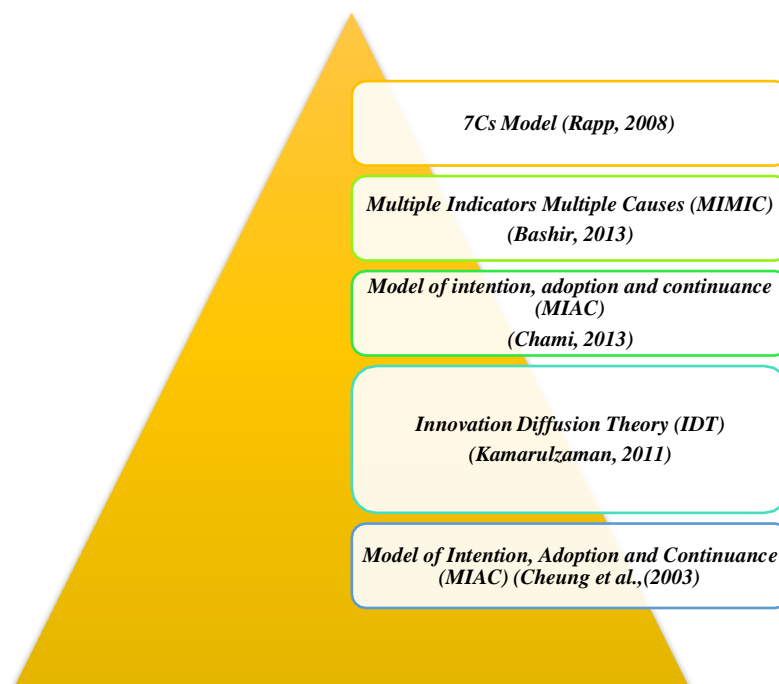 7Cs Model (Rapp, 2008)
Multiple Indicators Multiple Causes (MIMIC)
(Bashir, 2013)
Model of intention, adoption and continuance
(MIAC)
(Chami, 2013)
Innovation Diffusion Theory (IDT)
(Kamarulzaman, 2011)
Model of Intention, Adoption and Continuance
(MIAC) (Cheung et al.,(2003)